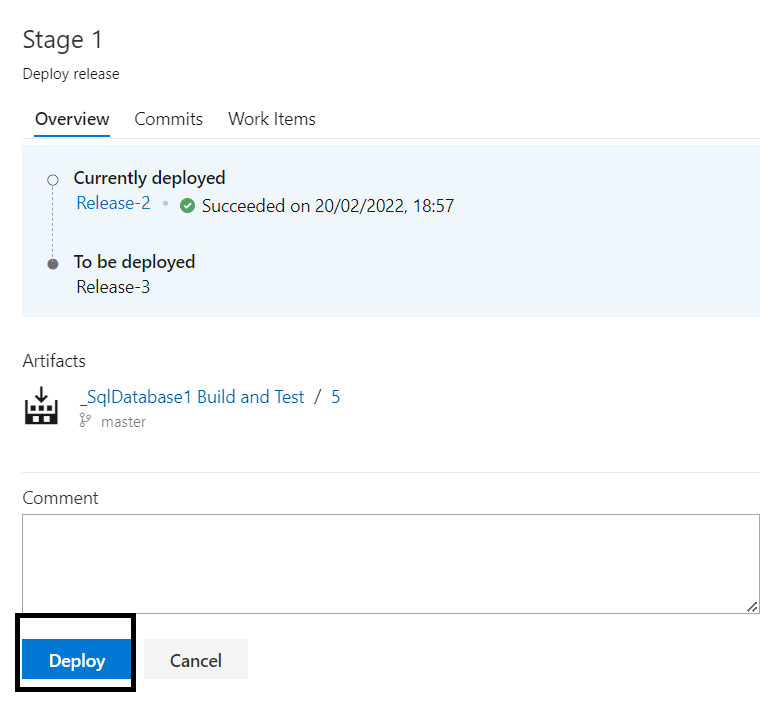 Stage 1
Deploy release
Overview Commits Work Items
Currently deployed
Release-2 • Succeeded on 20/02/2022, 18:57
To be deployed
Release-3
Artifacts
_SqlDatabase1 Build and Test / 5
master
Comment
Deploy Cancel